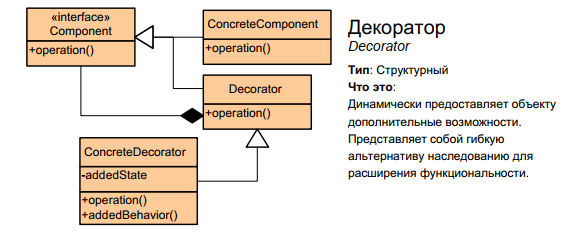 «interface»
Component
+operation()
ConcreteComponent
+operation()
Decorator
+operation()
ConcreteDecorator
-addedState
+operation()
+addedBehavior()
Декоратор
Decorator
Тип: Структурный
Что это:
Динамически предоставляет объекту
дополнительные возможности.
Представляет собой гибкую
альтернативу наследованию для
расширения функциональности.